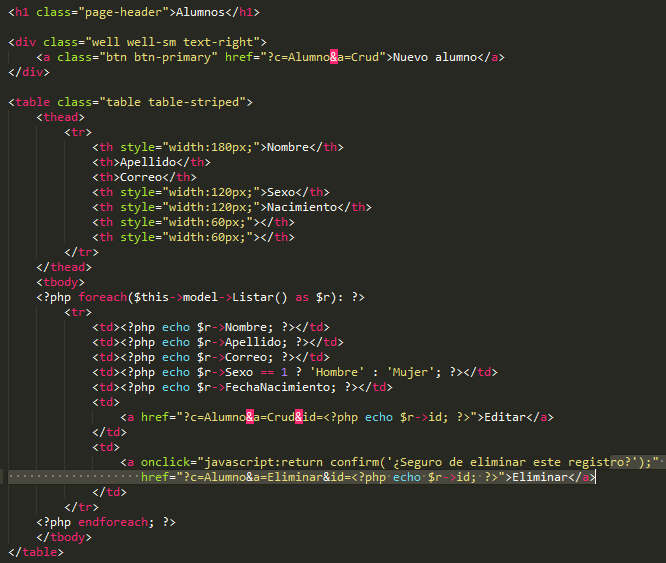 <h1 class="page-header">Alumnos</h1>
<div class="well well-sm text-right">
<a class="btn btn-primary" href="?c=Alumno&a=Crud">Nuevo alumno</a>
</div>
<table class="table table-striped">
<thead>
<tr>
<th style="width:180px;">Nombre</th>
<th>Apellido</th>
<th>Correo</th>
<th style="width:120px;">Sexo</th>
<th style="width:120px;">Nacimiento</th>
<th style="width:60px;"></th>
<th style="width:60px;"></th>
</tr>
</thead>
<tbody>
<?php foreach($this->model->Listar() as $r): ?>
<tr>
<td><?php echo $r->Nombre; ?></td>
<td><?php echo $r->Apellido; ?></td>
<td><?php echo $r->Correo; ?></td>
<td><?php echo $r->Sexo == 1 ? 'Hombre' : 'Mujer'; ?></td>
<td><?php echo $r->FechaNacimiento; ?></td>
<td>
<a href="?c=Alumno&a=Crud&id=<?php echo $r->id; ?>">Editar</a>
</td>
<td>
<a onclick="javascript:return confirm('¿Seguro de eliminar este registro?');"
href="?c=Alumno&a=Eliminar&id=<?php echo $r->id; ?>">Eliminar</a>
</td>
</tr>
<?php endforeach; ?>
</tbody>
</table>